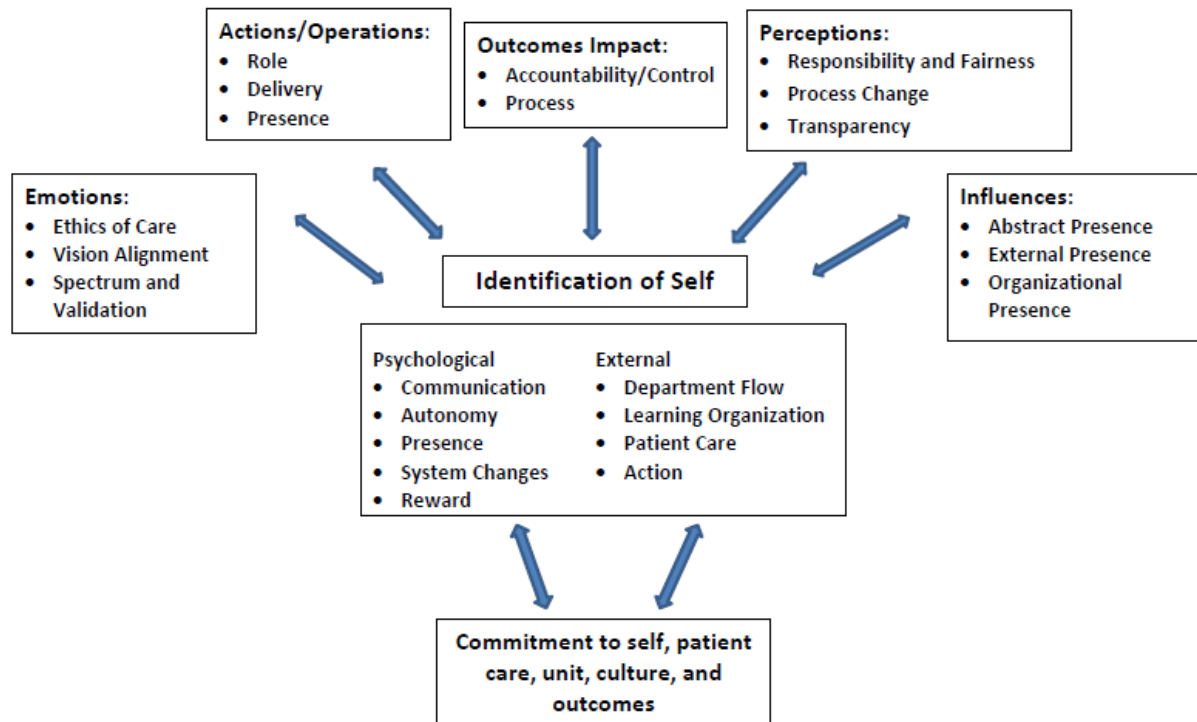 Actions/Operations:
• Role
• Delivery
• Presence
Outcomes Impact:
• Accountability/Control
• Process
Perceptions:
• Responsibility and Fairness
• Process Change
• Transparency
Emotions:
• Ethics of Care
• Vision Alignment
• Spectrum and
Validation
Influences:
• Abstract Presence
• External Presence
• Organizational
Presence
Identification of Self
Psychological
• Communication
• Autonomy
• Presence
• System Changes
• Reward
External
• Department Flow
• Learning Organization
• Patient Care
• Action
Commitment to self, patient
care, unit, culture, and
outcomes